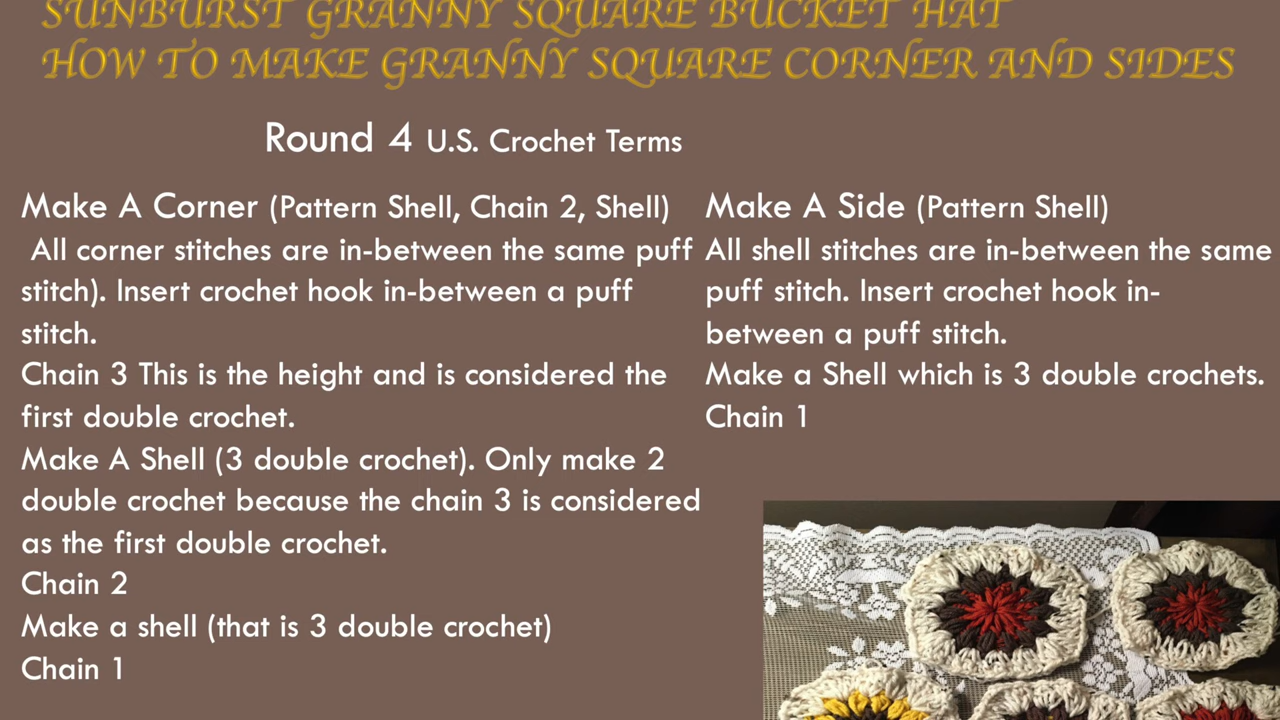 SUNBURST GRANNY SQUARE BUCKET HAT
HOW TO MAKE GRANNY SQUARE CORNER AND SIDES
Round 4 U.S. Crochet Terms
Make A Corner (Pattern Shell, Chain 2, Shell)
All corner stitches are in-between the same puff
stitch). Insert crochet hook in-between a puff
stitch.
Chain 3 This is the height and is considered the
first double crochet.
Make A Shell (3 double crochet). Only make 2
double crochet because the chain 3 is considered
as the first double crochet.
Chain 2
Make a shell (that is 3 double crochet)
Chain 1
Make A Side (Pattern Shell)
All shell stitches are in-between the same
puff stitch. Insert crochet hook in-
between a puff stitch.
Make a Shell which is 3 double crochets.
Chain 1